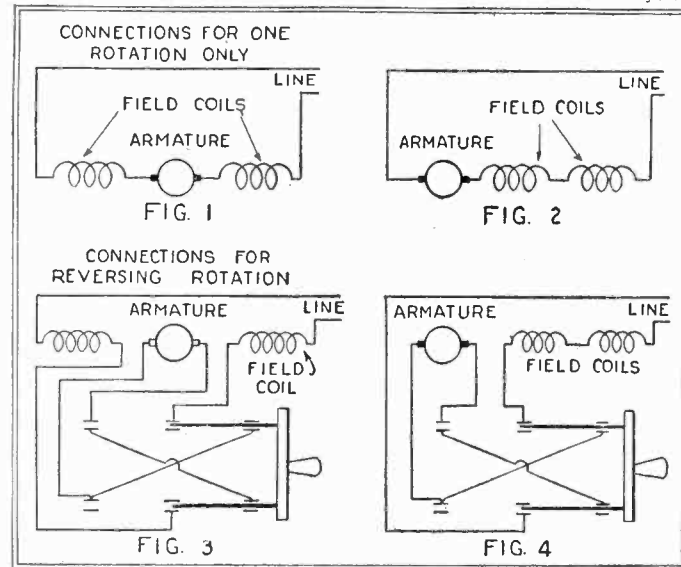 CONNECTIONS FOR ONE
ROTATION ONLY
LINE
FIELD COILS
ARMATURE
FIG. 1
LINE
FIELD COILS
ARMATURE
FIG. 2
CONNECTIONS FOR
REVERSING ROTATION
LINE
ARMATURE
FIELD
COIL
FIG. 3
LINE
ARMATURE
FIELD COILS
FIG. 4